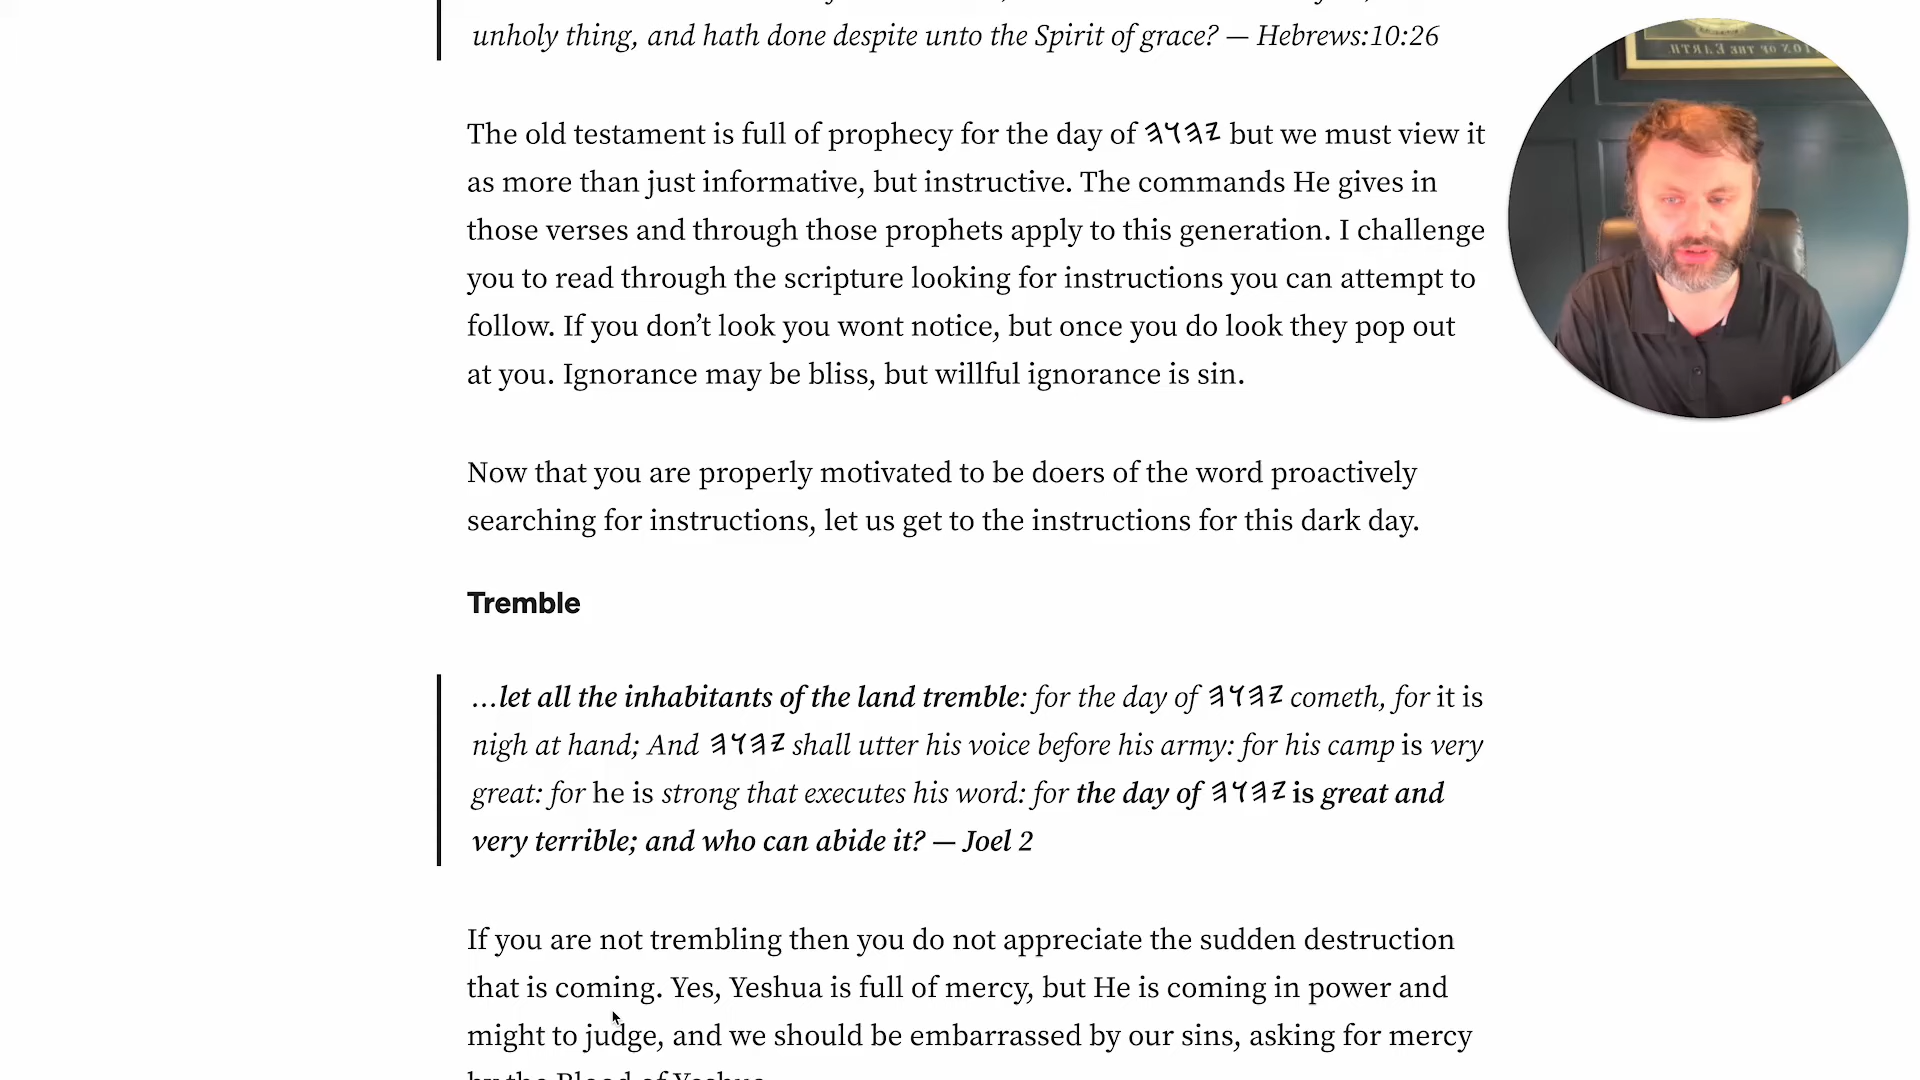 unholy thing, and hath done despite unto the Spirit of grace? — Hebrews:10:26
The old testament is full of prophecy for the day of 𐤉𐤄𐤅𐤄 but we must view it
as more than just informative, but instructive. The commands He gives in
those verses and through those prophets apply to this generation. I challenge
you to read through the scripture looking for instructions you can attempt to
follow. If you don’t look you wont notice, but once you do look they pop out
at you. Ignorance may be bliss, but willful ignorance is sin.
Now that you are properly motivated to be doers of the word proactively
searching for instructions, let us get to the instructions for this dark day.
Tremble
…let all the inhabitants of the land tremble: for the day of 𐤉𐤄𐤅𐤄 cometh, for it is
nigh at hand; And 𐤉𐤄𐤅𐤄 shall utter his voice before his army: for his camp is very
great: for he is strong that executes his word: for the day of 𐤉𐤄𐤅𐤄 is great and
very terrible; and who can abide it? — Joel 2
If you are not trembling then you do not appreciate the sudden destruction
that is coming. Yes, Yeshua is full of mercy, but He is coming in power and
might to judge, and we should be embarrassed by our sins, asking for mercy
by the Blood of Yeshua